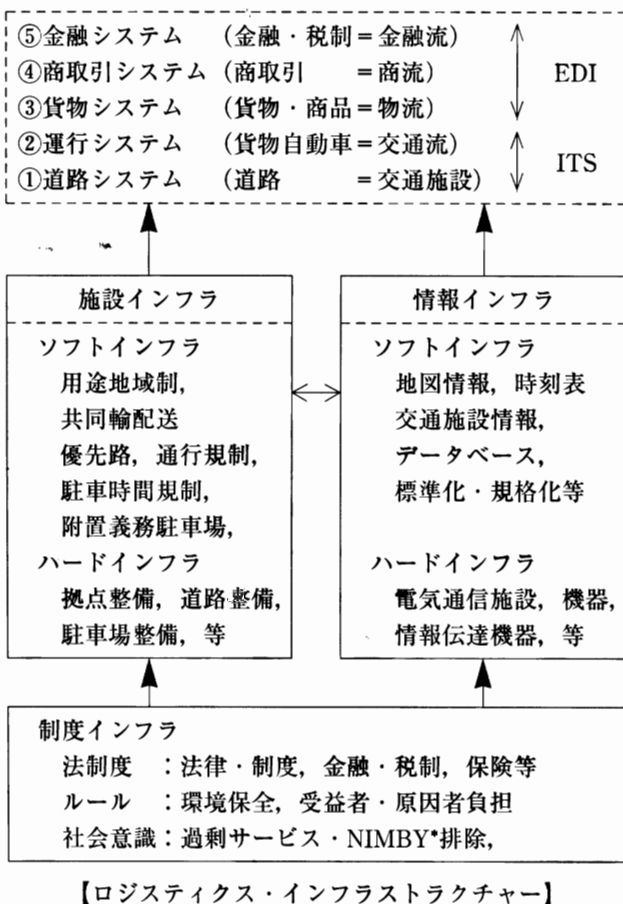 ⑤金融システム （金融・税制＝金融流）
④商取引システム（商取引 ＝商流）
③貨物システム （貨物・商品＝物流）
EDI
②運行システム （貨物自動車＝交通流）
①道路システム （道路 ＝交通施設）
ITS
施設インフラ
ソフトインフラ
用途地域制，
共同輸配送
優先路，通行規制，
駐車時間規制，
附置義務駐車場，
ハードインフラ
拠点整備，道路整備，
駐車場整備，等
情報インフラ
ソフトインフラ
地図情報，時刻表
交通施設情報，
データベース，
標準化・規格化等
ハードインフラ
電気通信施設，機器，
情報伝達機器，等
制度インフラ
法制度 ：法律・制度，金融・税制，保険等
ルール ：環境保全，受益者・原因者負担
社会意識：過剰サービス・NIMBY*排除，
【ロジスティクス・インフラストラクチャー】